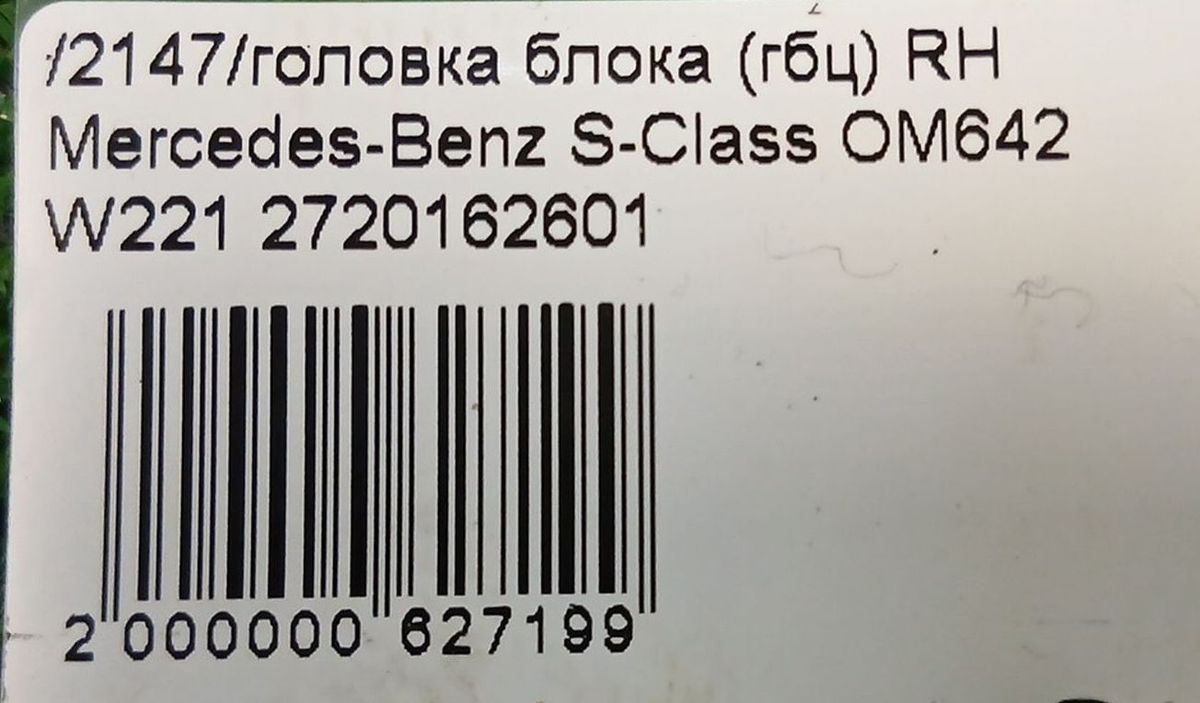 /2147/головка блока (гбц) RH
Mercedes-Benz S-Class OM642
W221 2720162601
2 000000 627199